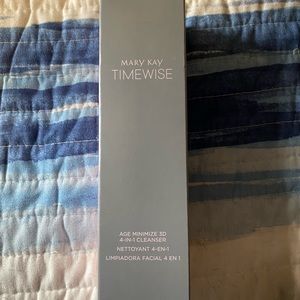 MARY KAY
TIMEWISE
AGE MINIMIZE 3D
4-IN-1 CLEANSER
NETTOYANT 4-EN-1
LIMPIADORA FACIAL 4 EN 1